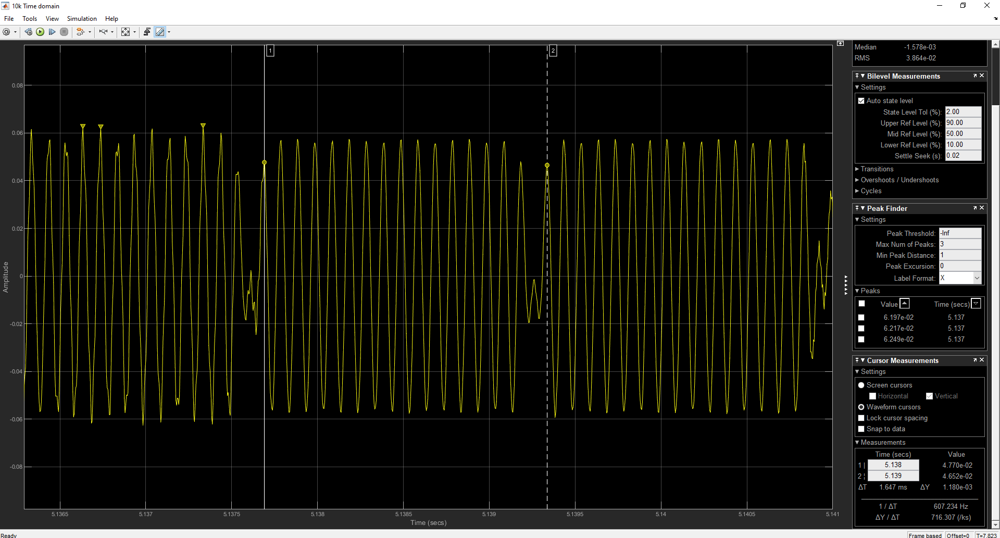 10k Time domain
File Tools View Simulation Help
1
2
0.08
0.06
0.04
0.02
0
-0.02
-0.04
-0.06
-0.08
Amplitude
5.1365 5.137 5.1375 5.138 5.1385 5.139 5.1395 5.14 5.1405 5.141
Time (secs)
Median -1.578e-03
RMS 3.864e-02
Bilevel Measurements
Settings
Auto state level
State Level Tol (%): 2.00
Upper Ref Level (%): 90.00
Mid Ref Level (%): 50.00
Lower Ref Level (%): 10.00
Settle Seek (s): 0.02
Transitions
Overshoots / Undershoots
Cycles
Peak Finder
Settings
Peak Threshold: -Inf
Max Num of Peaks: 3
Min Peak Distance: 1
Peak Excursion: 0
Label Format: X
Peaks
Value Time (secs)
6.197e-02 5.137
6.217e-02 5.137
6.249e-02 5.137
Cursor Measurements
Settings
Screen cursors
Horizontal Vertical
Waveform cursors
Lock cursor spacing
Snap to data
Measurements
Time (secs) Value
1 | 5.138 4.770e-02
2 ¦ 5.139 4.652e-02
ΔT 1.647 ms ΔY 1.180e-03
1 / ΔT 607.234 Hz
ΔY / ΔT 716.307 (/ks)
Ready
Frame based Offset=0 T=7.823